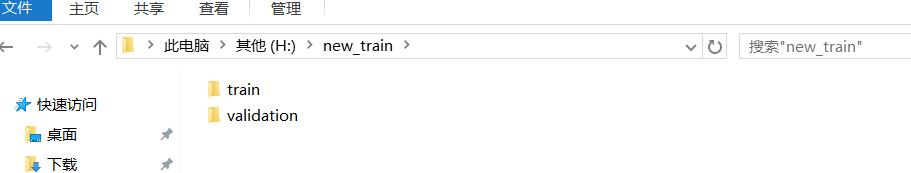 文件 主页 共享 查看 管理
此电脑 其他 (H:) new_train 搜索"new_train"
train
快速访问
validation
桌面
下载